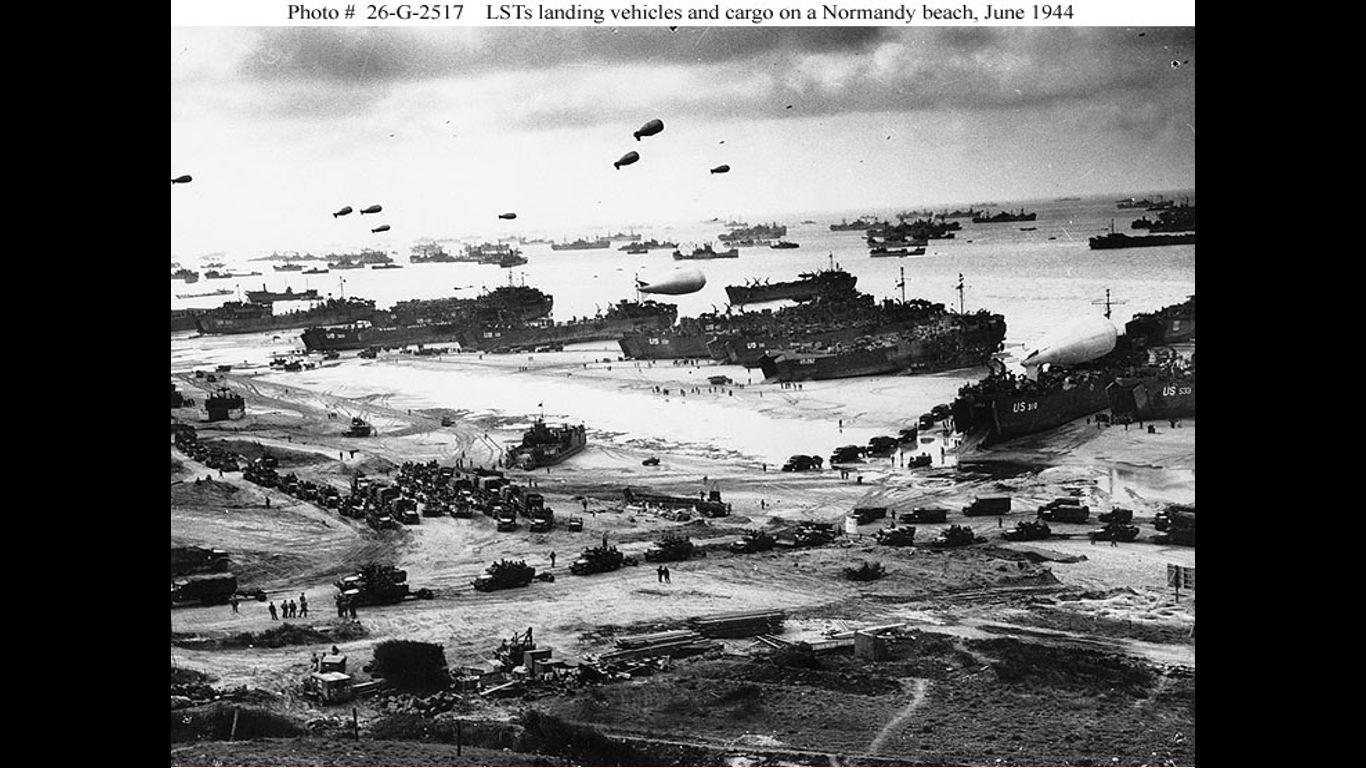 Photo # 26-G-2517 LSTs landing vehicles and cargo on a Normandy beach, June 1944
US 310
US 533